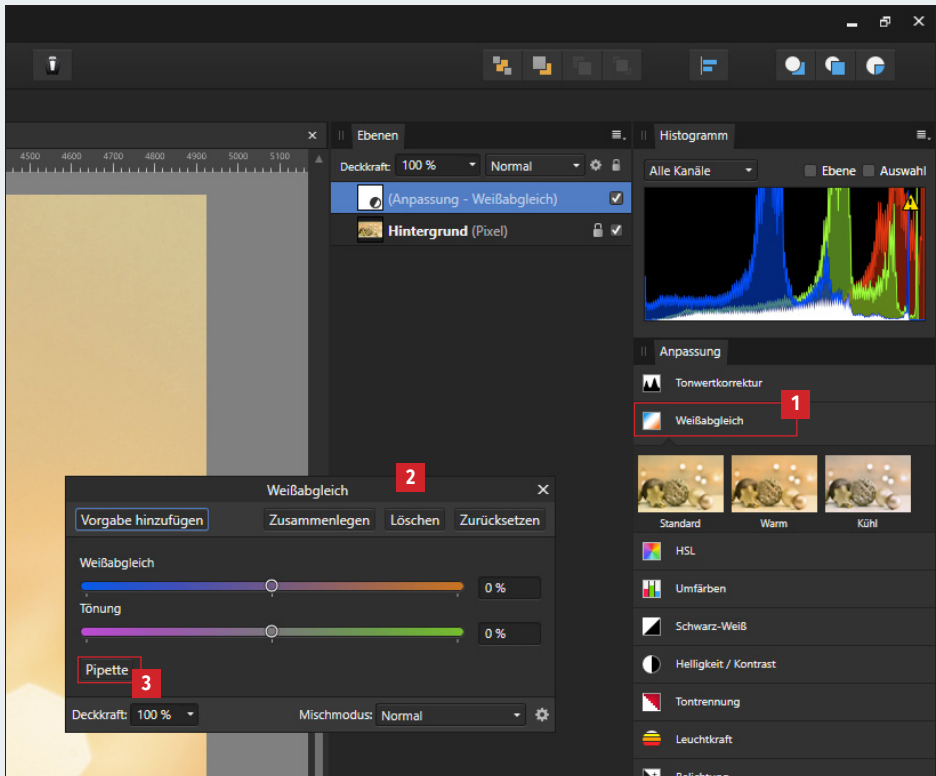 Ebenen
Histogramm
4500 4600 4700 4800 4900 5000 5100
Deckkraft: 100 % Normal
Alle Kanäle Ebene Auswahl
(Anpassung - Weißabgleich)
Hintergrund (Pixel)
Anpassung
Tonwertkorrektur
1
Weißabgleich
Standard Warm Kühl
HSL
Umfärben
Schwarz-Weiß
Helligkeit / Kontrast
Tontrennung
Leuchtkraft
2
Weißabgleich
Vorgabe hinzufügen Zusammenlegen Löschen Zurücksetzen
Weißabgleich
0 %
Tönung
0 %
Pipette
3
Deckkraft: 100 % Mischmodus: Normal